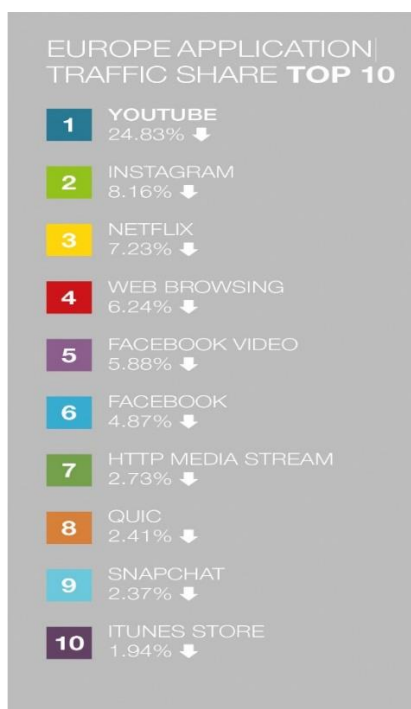 EUROPE APPLICATION
TRAFFIC SHARE TOP 10
1
YOUTUBE
24.83%
2
INSTAGRAM
8.16%
3
NETFLIX
7.23%
4
WEB BROWSING
6.24%
5
FACEBOOK VIDEO
5.88%
6
FACEBOOK
4.87%
7
HTTP MEDIA STREAM
2.73%
8
QUIC
2.41%
9
SNAPCHAT
2.37%
10
ITUNES STORE
1.94%